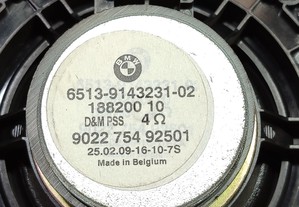 BMW
6513-9143231-02
188200 10
D&M PSS 4 Ω
9022 754 92501
25.02.09-16-10-7S
Made in Belgium